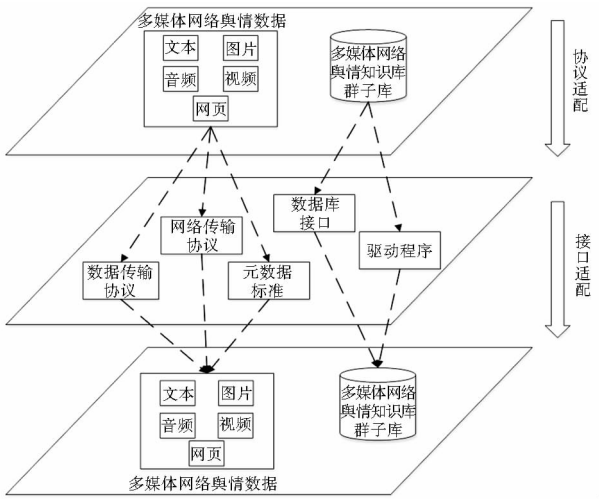 多媒体网络舆情数据
文本
图片
音频
视频
网页
多媒体网络
舆情知识库
群子库
协议适配
网络传输
协议
数据传输
协议
元数据
标准
数据库
接口
驱动程序
接口适配
文本
图片
音频
视频
网页
多媒体网络舆情数据
多媒体网络
舆情知识库
群子库